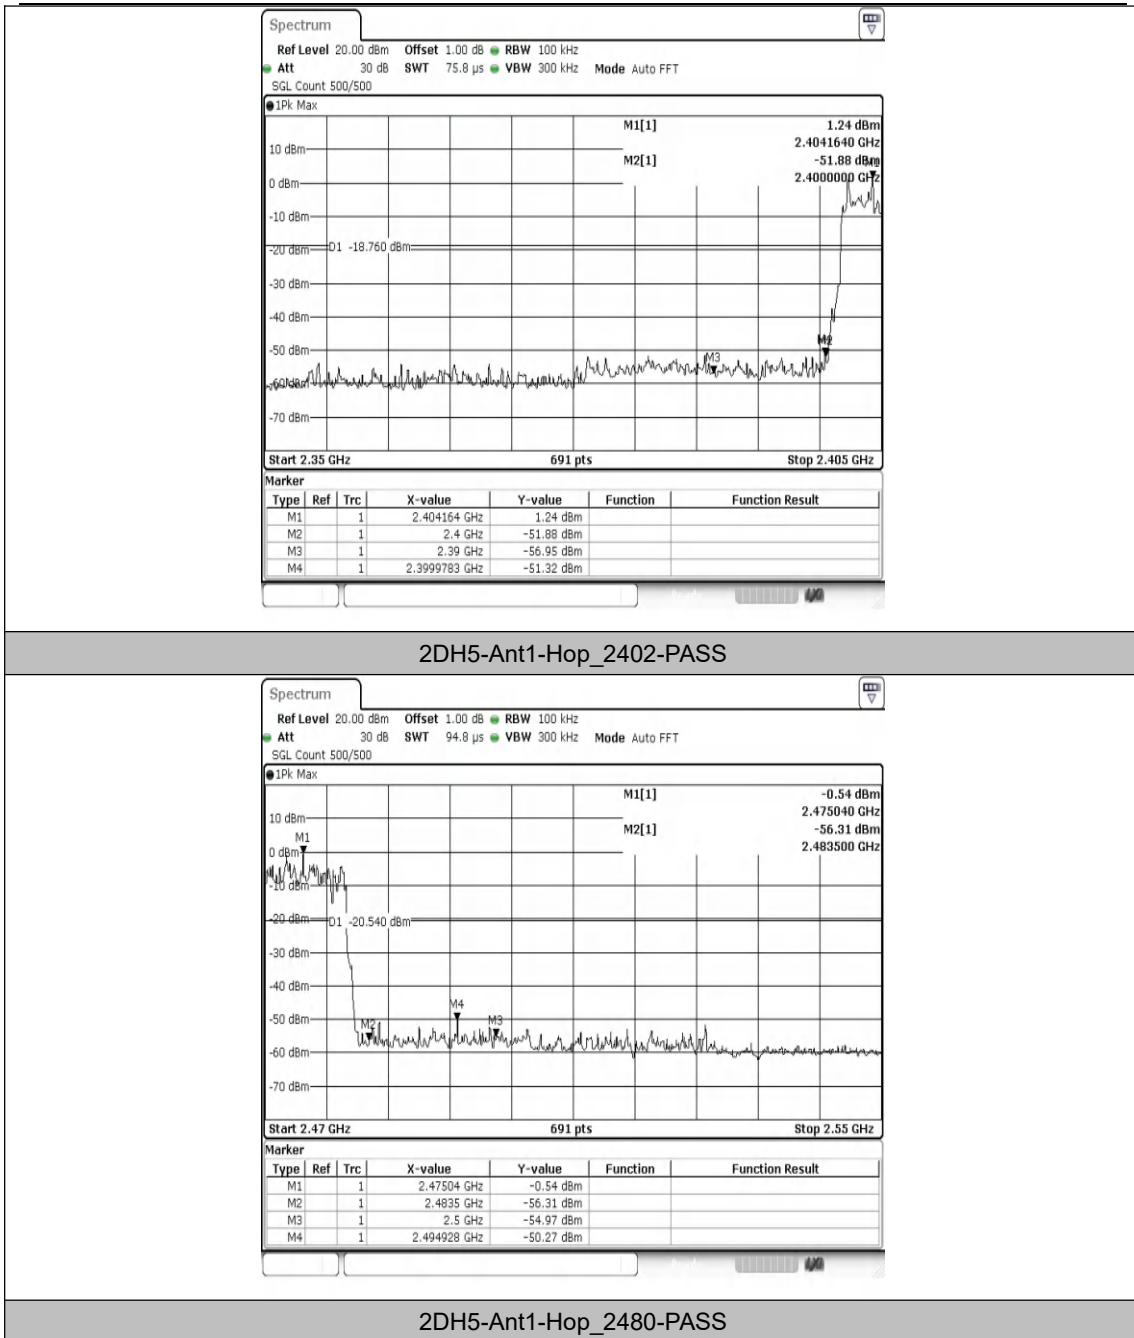 Spectrum
Ref Level 20.00 dBm Offset 1.00 dB RBW 100 kHz
Att 30 dB SWT 75.8 µs VBW 300 kHz Mode Auto FFT
SGL Count 500/500
1Pk Max
M1[1] 1.24 dBm
2.4041640 GHz
10 dBm
M2[1] -51.88 dBm
M1
0 dBm 2.4000000 GHz
-10 dBm
-20 dBm D1 -18.760 dBm
-30 dBm
-40 dBm
M2
-50 dBm
M3
-60 dBm
-70 dBm
Start 2.35 GHz 691 pts Stop 2.405 GHz
Marker
Type Ref Trc X-value Y-value Function Function Result
M1 1 2.404164 GHz 1.24 dBm
M2 1 2.4 GHz -51.88 dBm
M3 1 2.39 GHz -56.95 dBm
M4 1 2.3999783 GHz -51.32 dBm
2DH5-Ant1-Hop_2402-PASS
Spectrum
Ref Level 20.00 dBm Offset 1.00 dB RBW 100 kHz
Att 30 dB SWT 94.8 µs VBW 300 kHz Mode Auto FFT
SGL Count 500/500
1Pk Max
M1[1] -0.54 dBm
2.475040 GHz
10 dBm
M2[1] -56.31 dBm
M1
0 dBm 2.483500 GHz
-10 dBm
-20 dBm D1 -20.540 dBm
-30 dBm
-40 dBm
M4
-50 dBm
M2 M3
-60 dBm
-70 dBm
Start 2.47 GHz 691 pts Stop 2.55 GHz
Marker
Type Ref Trc X-value Y-value Function Function Result
M1 1 2.47504 GHz -0.54 dBm
M2 1 2.4835 GHz -56.31 dBm
M3 1 2.5 GHz -54.97 dBm
M4 1 2.494928 GHz -50.27 dBm
2DH5-Ant1-Hop_2480-PASS